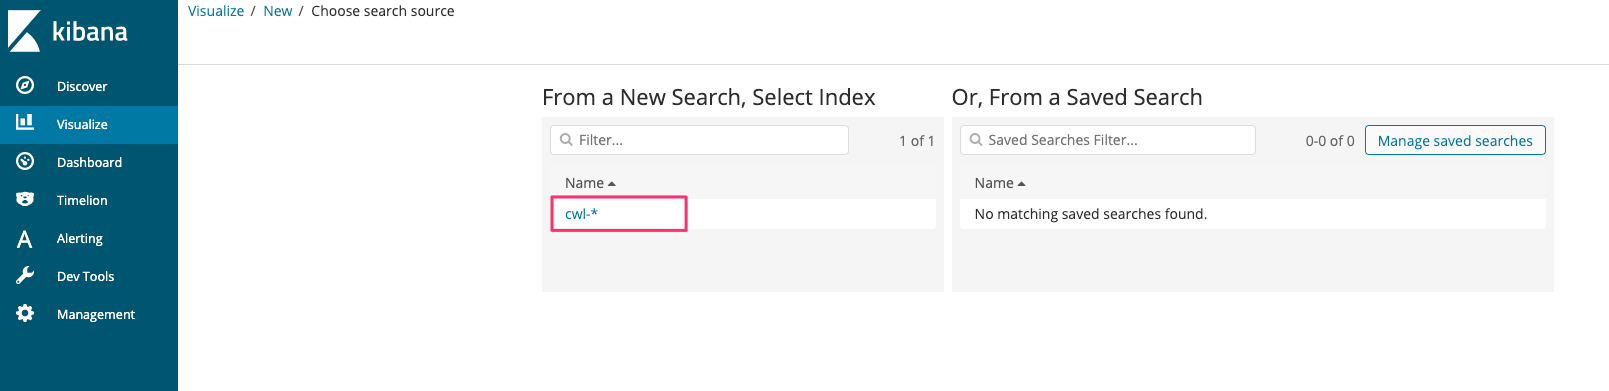 kibana
Discover
Visualize
Dashboard
Timelion
Alerting
Dev Tools
Management
Visualize / New / Choose search source
From a New Search, Select Index
Filter...
1 of 1
Name
cwl-*
Or, From a Saved Search
Saved Searches Filter...
0-0 of 0
Manage saved searches
Name
No matching saved searches found.